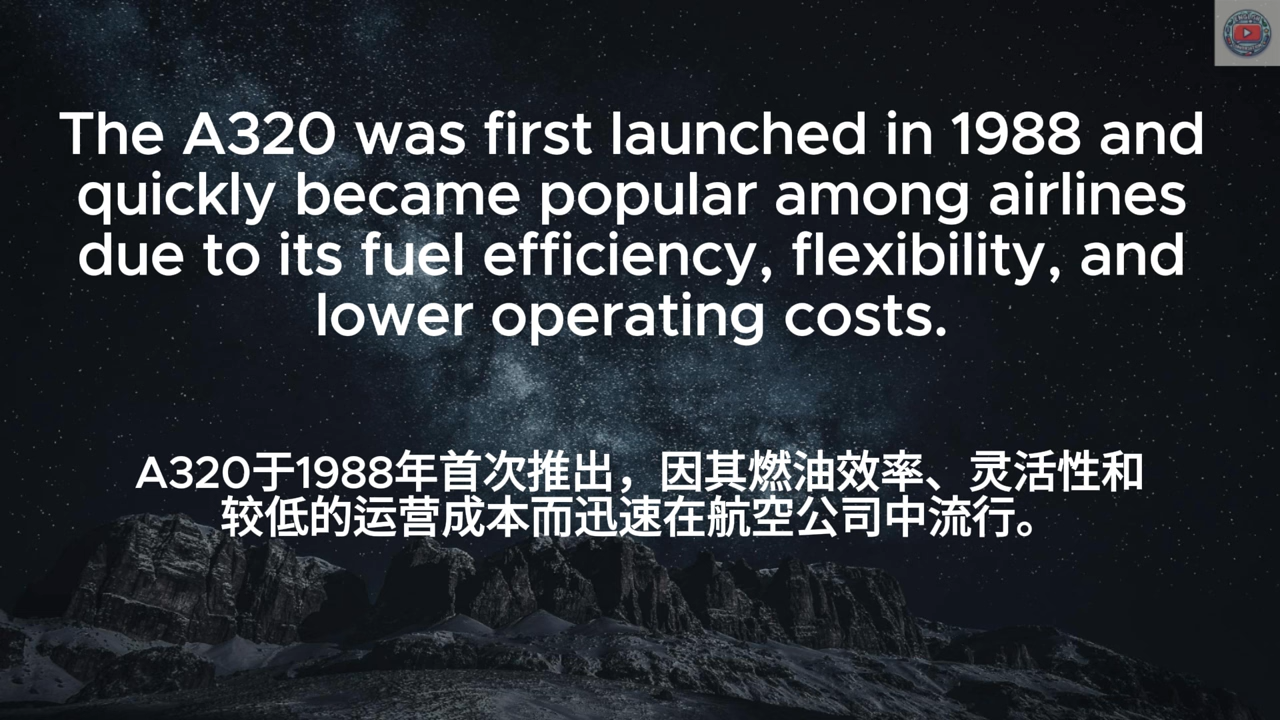 The A320 was first launched in 1988 and
quickly became popular among airlines
due to its fuel efficiency, flexibility, and
lower operating costs.
A320于1988年首次推出，因其燃油效率、灵活性和
较低的运营成本而迅速在航空公司中流行。